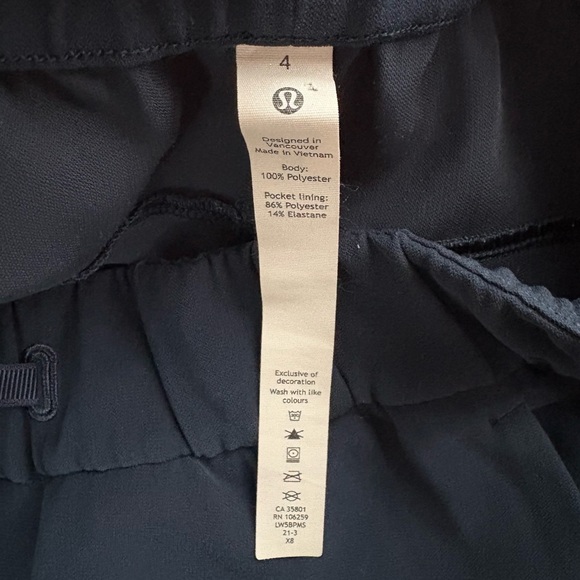 4
Designed in
Vancouver
Made in Vietnam
Body:
100% Polyester
Pocket lining:
86% Polyester
14% Elastane
Exclusive of
decoration
Wash with like
colours
CA 35801
RN 106259
LW5BPMS
21-3
X8